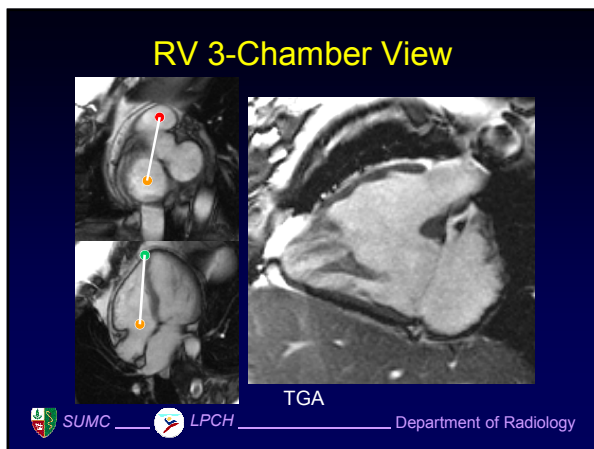 RV 3-Chamber View
TGA
SUMC
LPCH
Department of Radiology